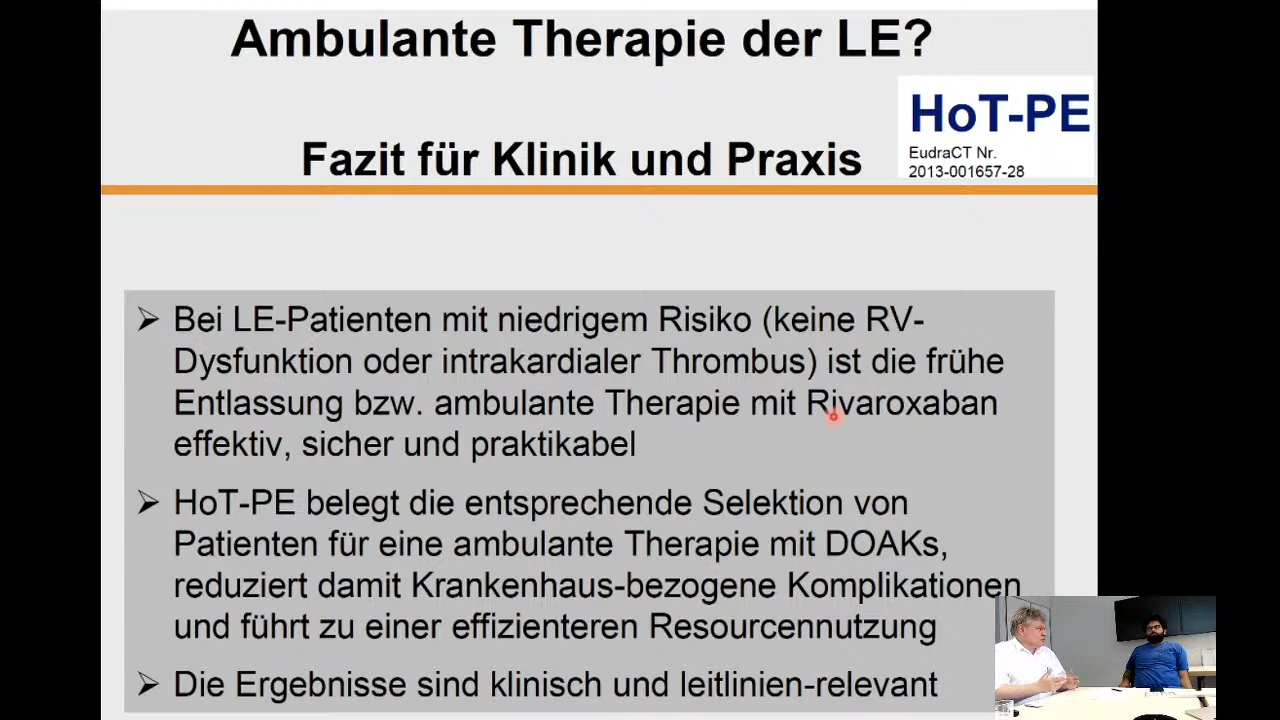 Ambulante Therapie der LE?
Fazit für Klinik und Praxis
HoT-PE
EudraCT Nr.
2013-001657-28
Bei LE-Patienten mit niedrigem Risiko (keine RV-
Dysfunktion oder intrakardialer Thrombus) ist die frühe
Entlassung bzw. ambulante Therapie mit Rivaroxaban
effektiv, sicher und praktikabel
HoT-PE belegt die entsprechende Selektion von
Patienten für eine ambulante Therapie mit DOAKs,
reduziert damit Krankenhaus-bezogene Komplikationen
und führt zu einer effizienteren Resourcennutzung
Die Ergebnisse sind klinisch und leitlinien-relevant